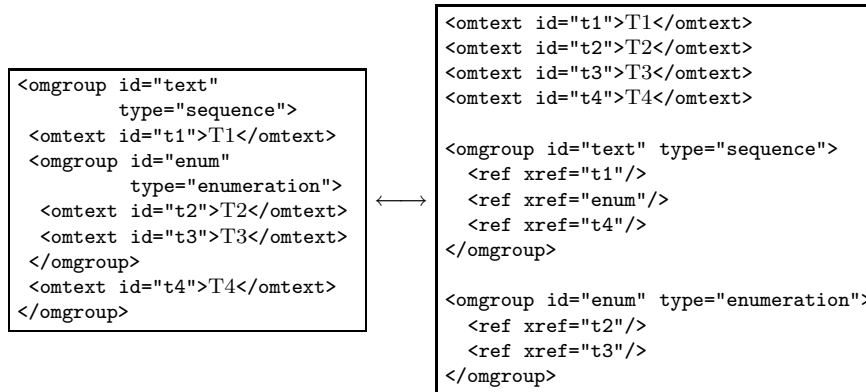 <omgroup id="text"
type="sequence">
<omtext id="t1">T1</omtext>
<omgroup id="enum"
type="enumeration">
<omtext id="t2">T2</omtext>
<omtext id="t3">T3</omtext>
</omgroup>
<omtext id="t4">T4</omtext>
</omgroup>
⟷
<omtext id="t1">T1</omtext>
<omtext id="t2">T2</omtext>
<omtext id="t3">T3</omtext>
<omtext id="t4">T4</omtext>
<omgroup id="text" type="sequence">
<ref xref="t1"/>
<ref xref="enum"/>
<ref xref="t4"/>
</omgroup>
<omgroup id="enum" type="enumeration">
<ref xref="t2"/>
<ref xref="t3"/>
</omgroup>